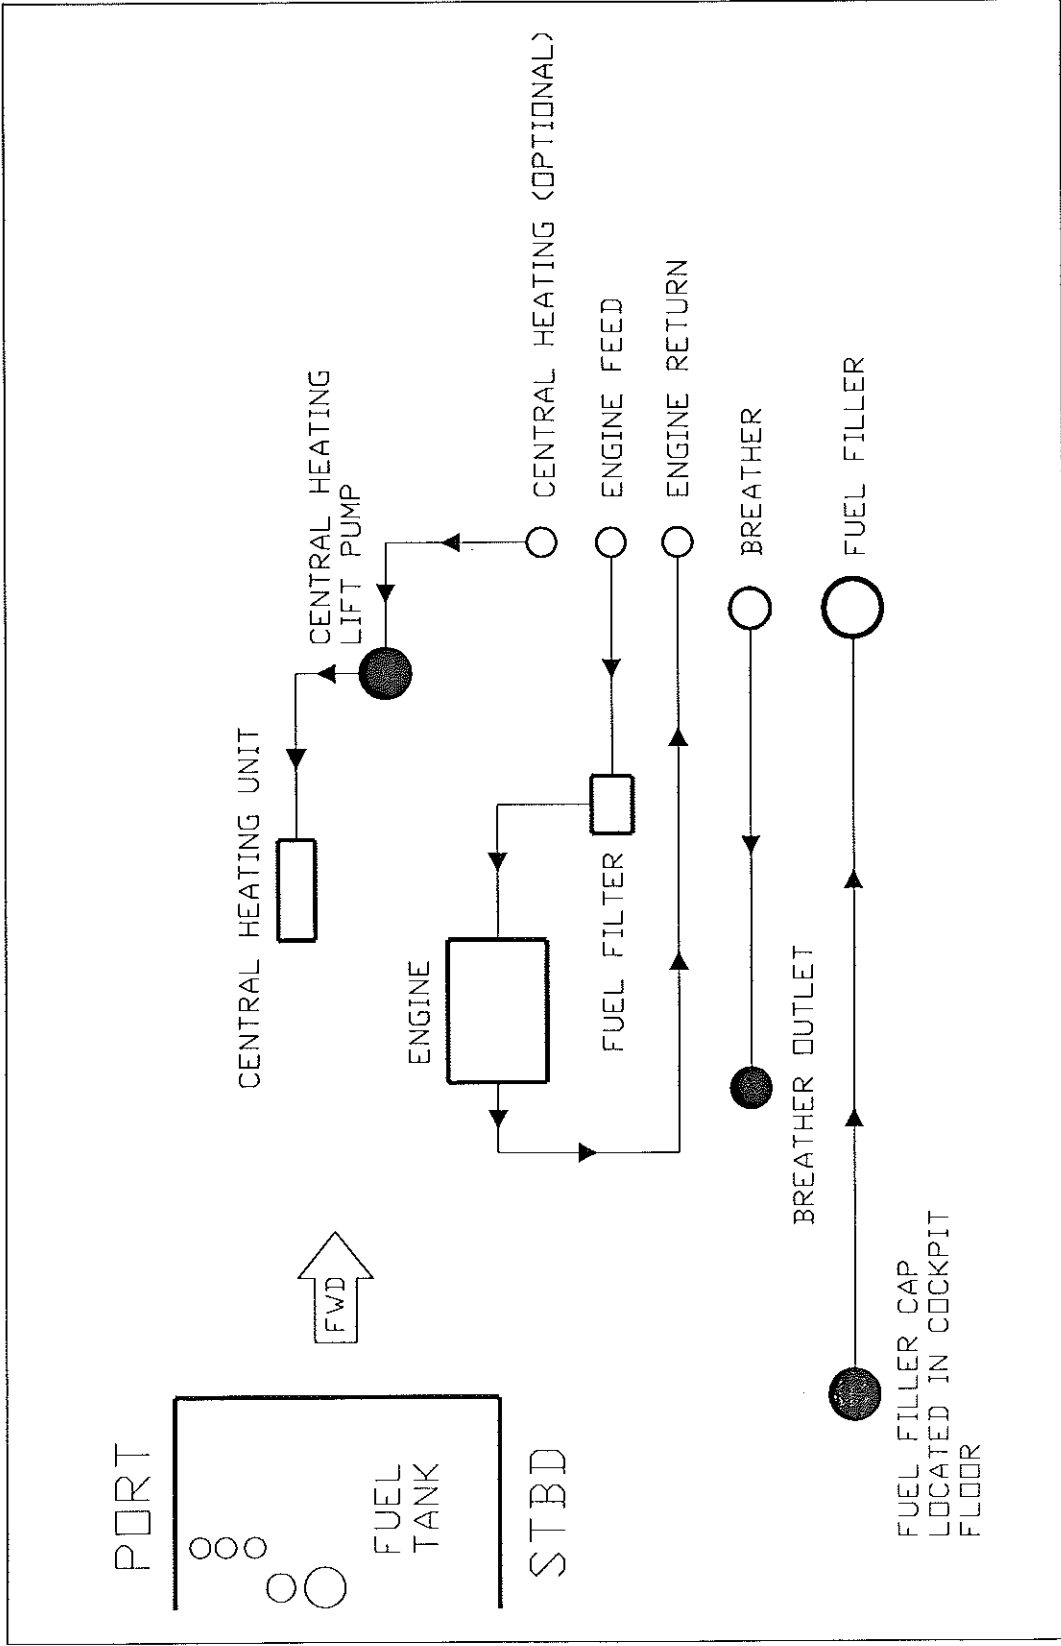 PORT
FUEL
TANK
STBD
FWD
CENTRAL HEATING UNIT
CENTRAL HEATING
LIFT PUMP
ENGINE
FUEL FILTER
CENTRAL HEATING (OPTIONAL)
ENGINE FEED
ENGINE RETURN
BREATHER
BREATHER OUTLET
FUEL FILLER
FUEL FILLER CAP
LOCATED IN COCKPIT
FLOOR